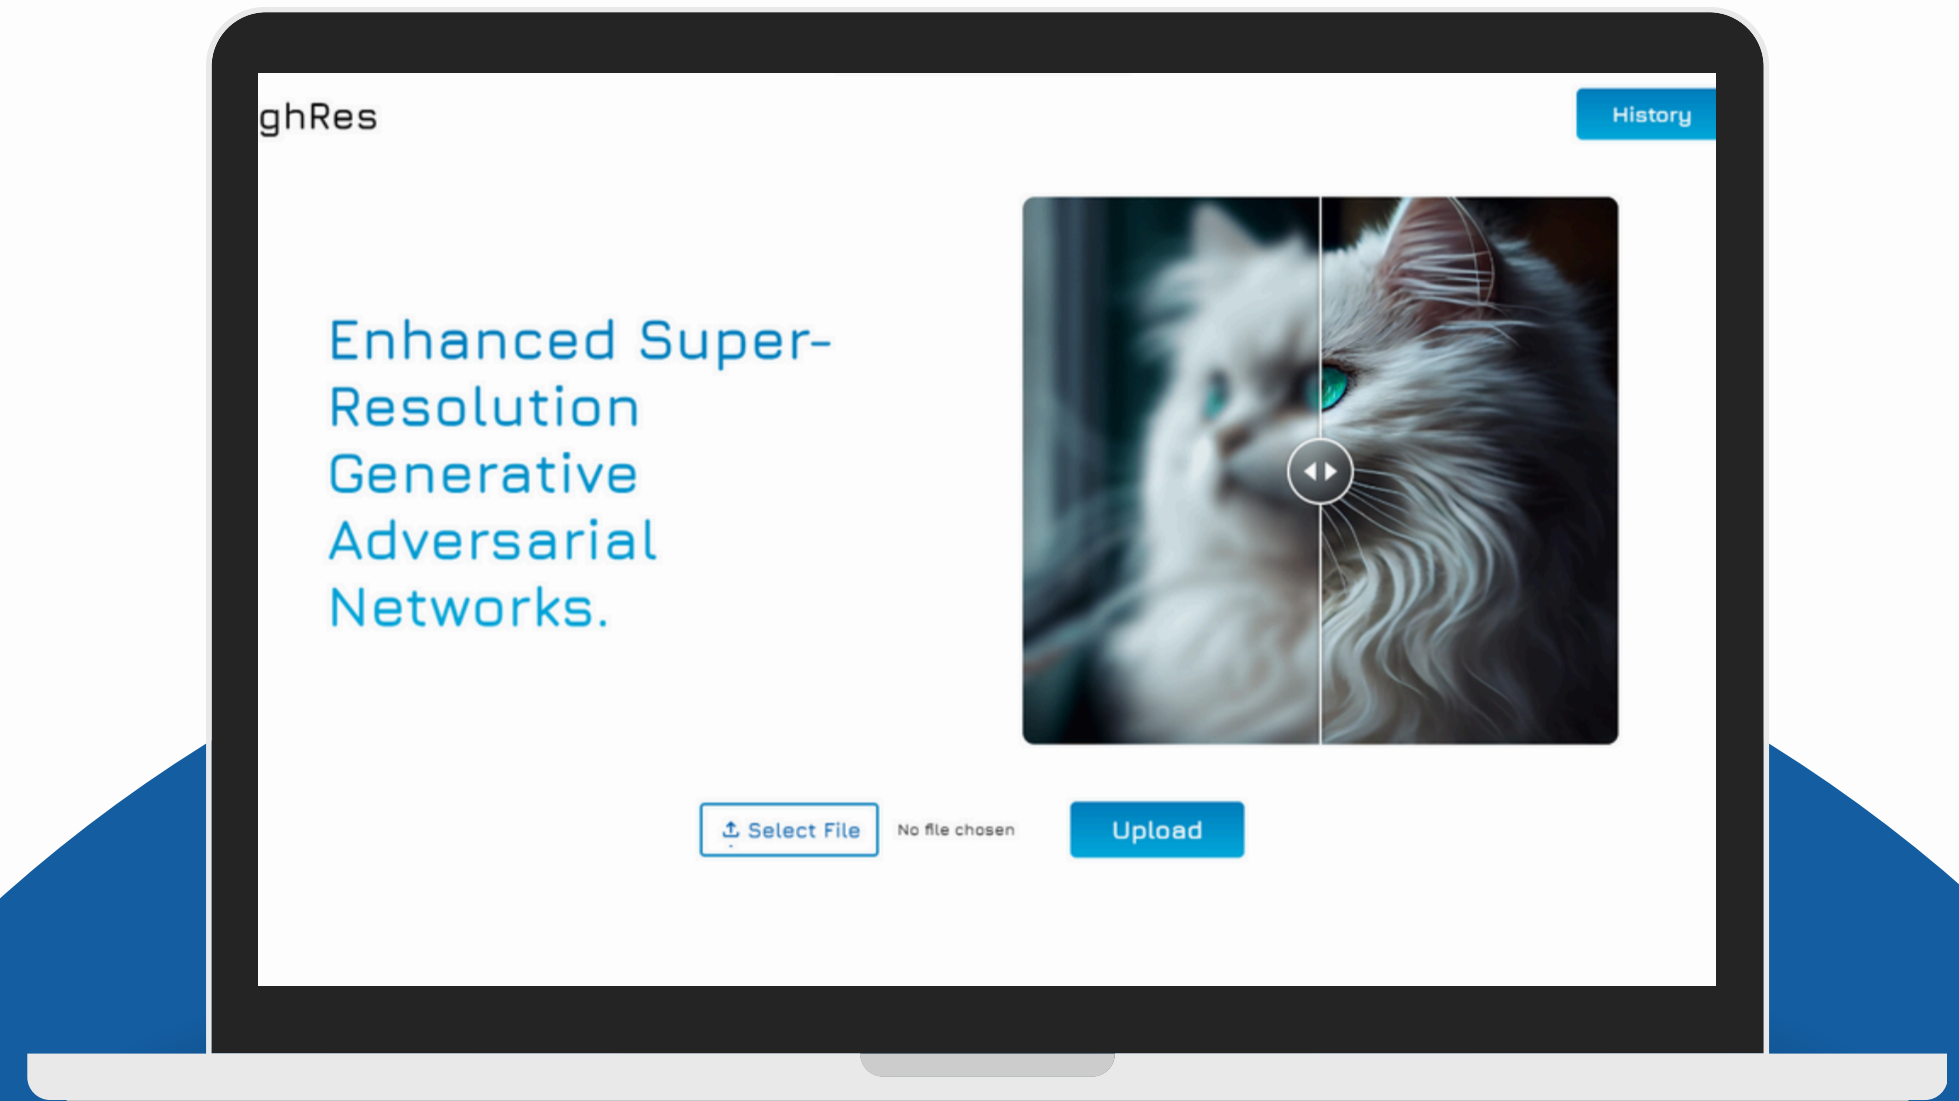 ghRes
History
Enhanced Super-
Resolution
Generative
Adversarial
Networks.
Select File
No file chosen
Upload